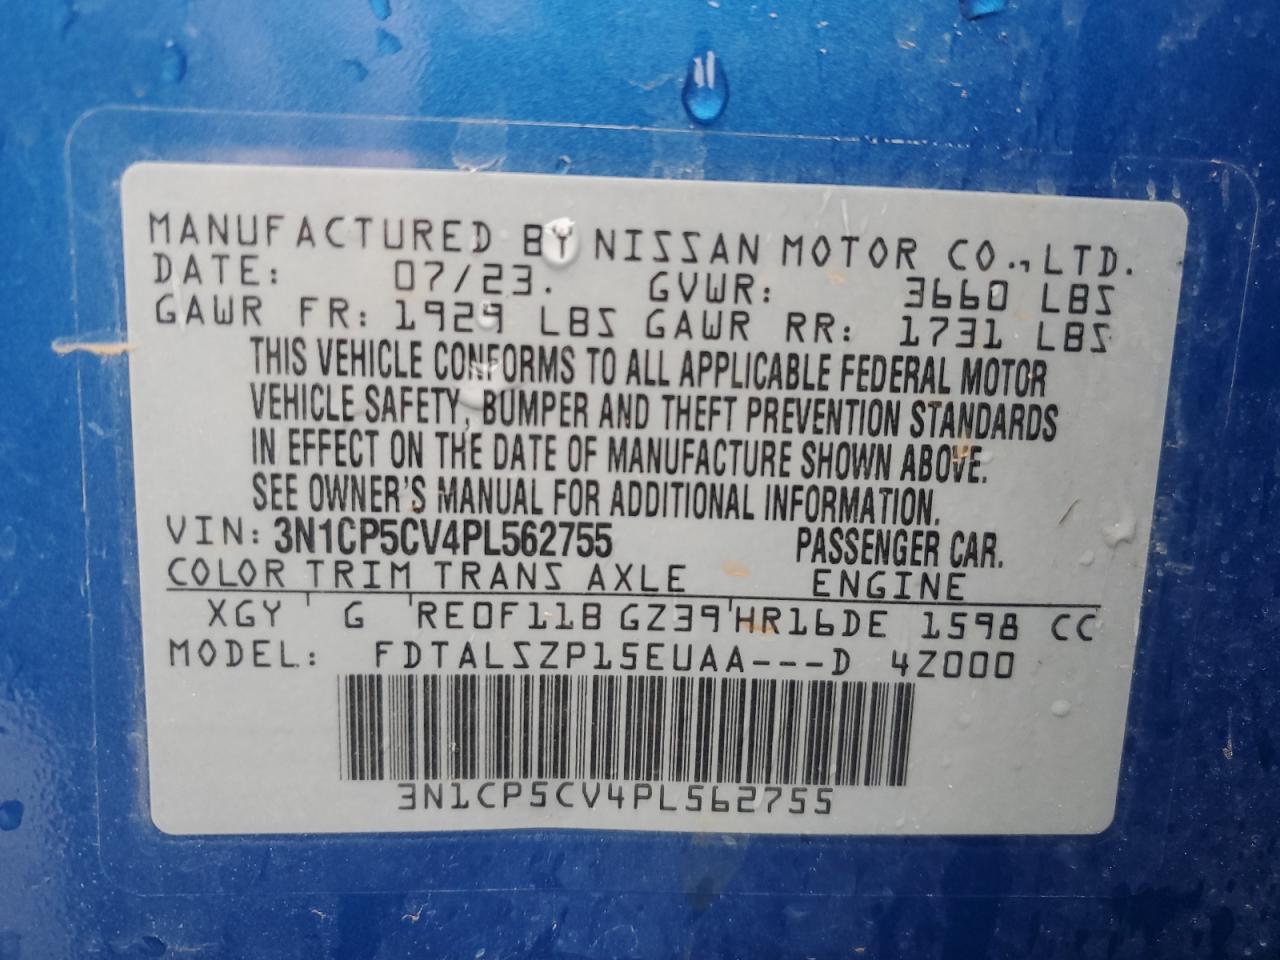 MANUFACTURED BY NISSAN MOTOR CO., LTD.
DATE: 07/23. GVWR: 3660 LBS
GAWR FR: 1929 LBS GAWR RR: 1731 LBS
THIS VEHICLE CONFORMS TO ALL APPLICABLE FEDERAL MOTOR
VEHICLE SAFETY, BUMPER AND THEFT PREVENTION STANDARDS
IN EFFECT ON THE DATE OF MANUFACTURE SHOWN ABOVE.
SEE OWNER'S MANUAL FOR ADDITIONAL INFORMATION.
VIN: 3N1CP5CV4PL562755 PASSENGER CAR.
COLOR TRIM TRANS AXLE ENGINE
XGY G RE0F11B GZ39 HR16DE 1598 CC
MODEL: FDTALSZP15EUAA---D 4Z000
3N1CP5CV4PL562755